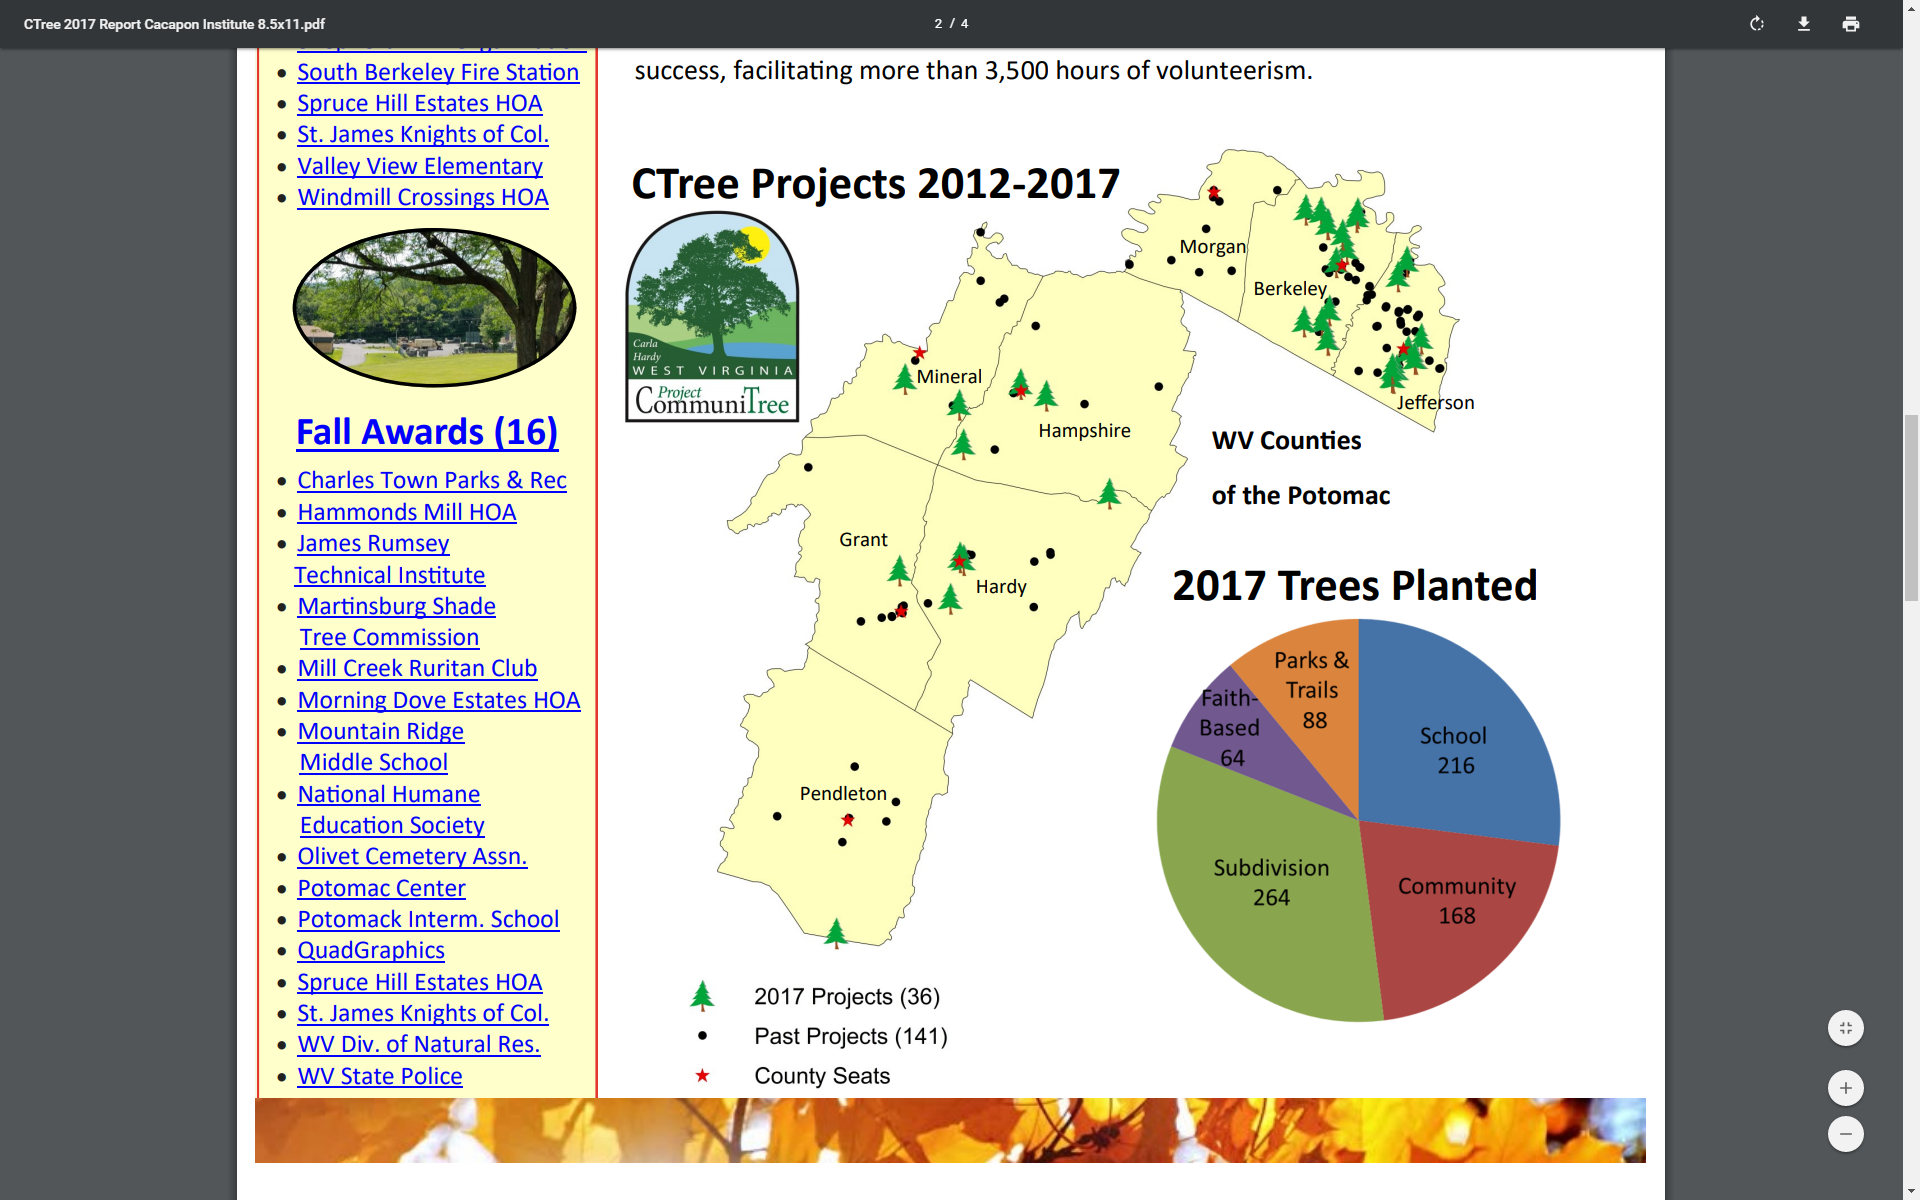 CTree 2017 Report Cacapon Institute 8.5x11.pdf
2 / 4
South Berkeley Fire Station
Spruce Hill Estates HOA
St. James Knights of Col.
Valley View Elementary
Windmill Crossings HOA
Fall Awards (16)
Charles Town Parks & Rec
Hammonds Mill HOA
James Rumsey
Technical Institute
Martinsburg Shade
Tree Commission
Mill Creek Ruritan Club
Morning Dove Estates HOA
Mountain Ridge
Middle School
National Humane
Education Society
Olivet Cemetery Assn.
Potomac Center
Potomack Interm. School
QuadGraphics
Spruce Hill Estates HOA
St. James Knights of Col.
WV Div. of Natural Res.
WV State Police
success, facilitating more than 3,500 hours of volunteerism.
CTree Projects 2012-2017
Carla
Hardy
WEST VIRGINIA
Project
CommuniTree
Morgan
Berkeley
Jefferson
Mineral
Hampshire
Grant
Hardy
Pendleton
WV Counties
of the Potomac
2017 Projects (36)
Past Projects (141)
County Seats
2017 Trees Planted
Parks &
Trails
88
Faith-
Based
64
School
216
Subdivision
264
Community
168